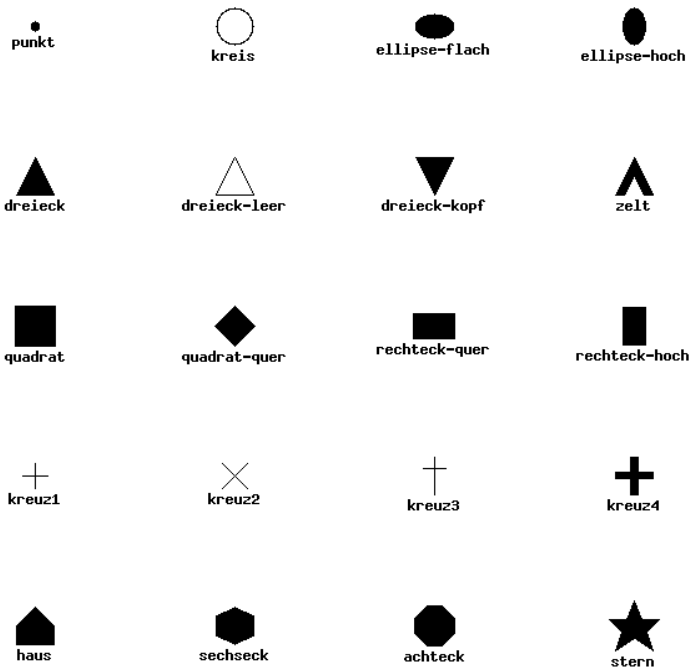 punkt
kreis
ellipse-flach
ellipse-hoch
dreieck
dreieck-leer
dreieck-kopf
zelt
quadrat
quadrat-quer
rechteck-quer
rechteck-hoch
kreuz1
kreuz2
kreuz3
kreuz4
haus
sechseck
achteck
stern